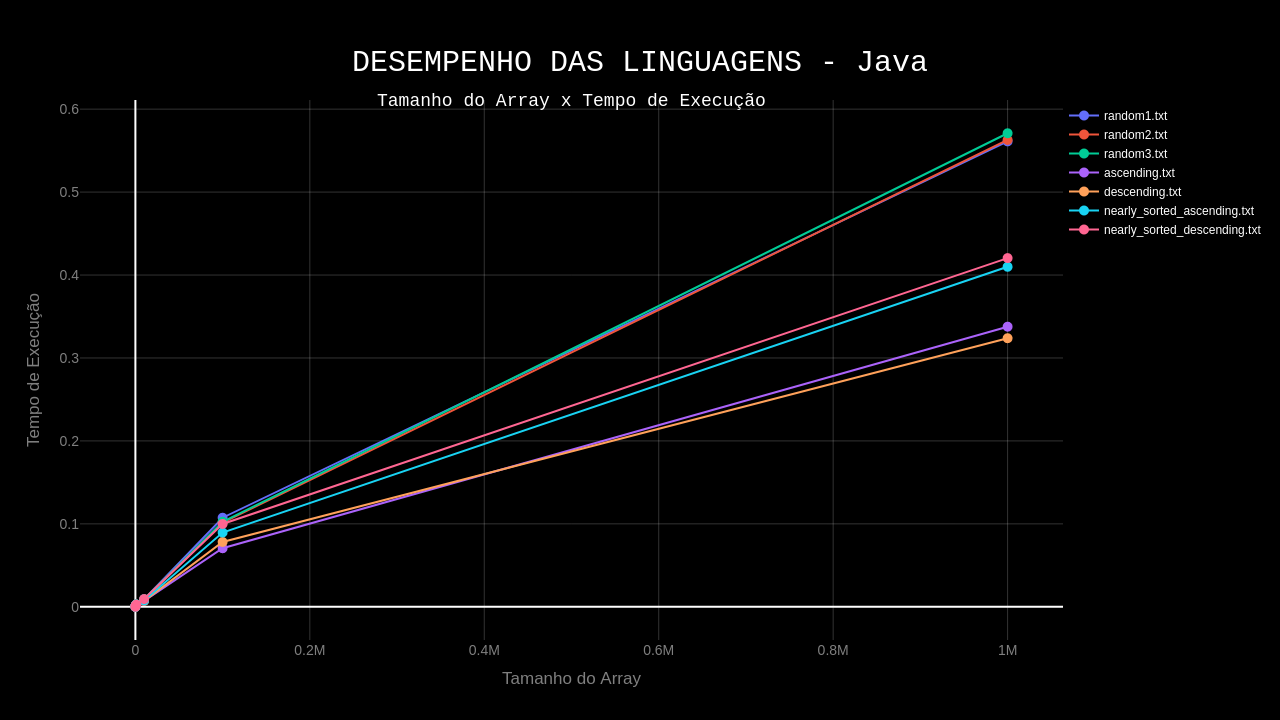 DESEMPENHO DAS LINGUAGENS - Java
Tamanho do Array x Tempo de Execução
0.6
0.5
0.4
0.3
0.2
0.1
0
Tempo de Execução
0
0.2M
0.4M
0.6M
0.8M
1M
Tamanho do Array
random1.txt
random2.txt
random3.txt
ascending.txt
descending.txt
nearly_sorted_ascending.txt
nearly_sorted_descending.txt